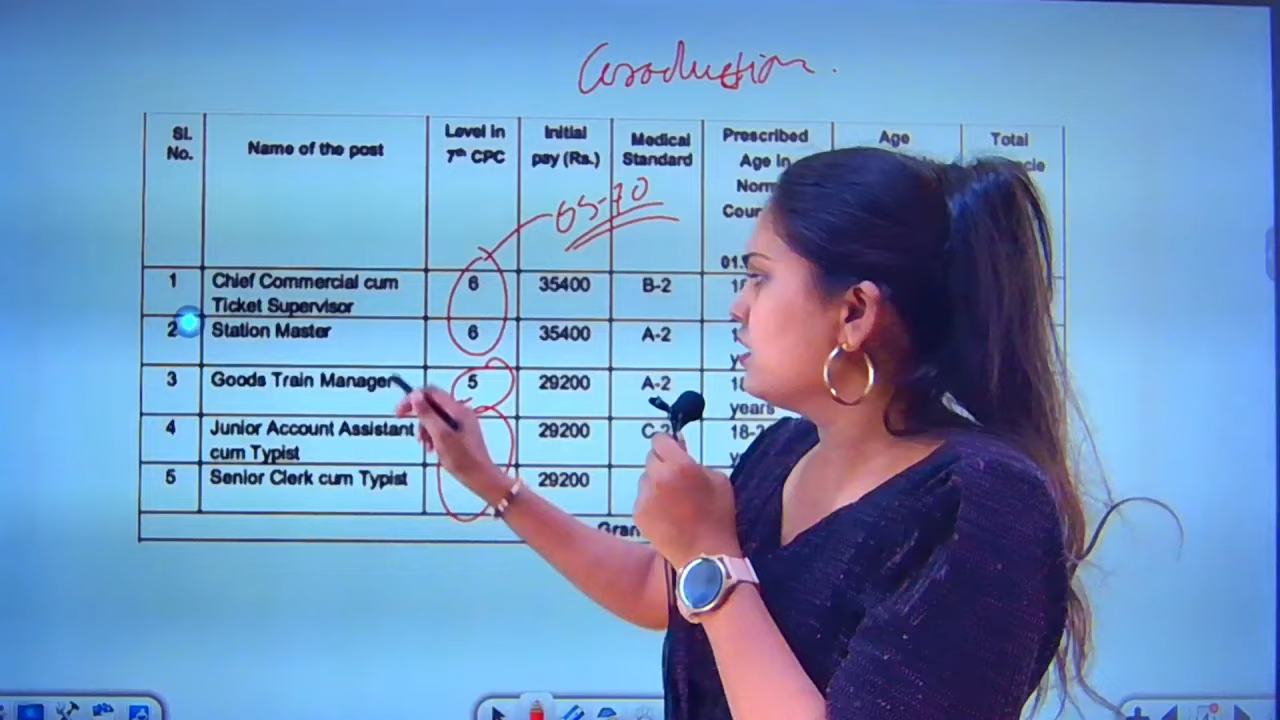 Graduation.
Sl. No.
Name of the post
Level in 7th CPC
Initial pay (Rs.)
Medical Standard
Prescribed Age in
Age
Total
65-70
01.
1 Chief Commercial cum Ticket Supervisor 6 35400 B-2
2 Station Master 6 35400 A-2
3 Goods Train Manager 5 29200 A-2 years
4 Junior Account Assistant cum Typist 29200
5 Senior Clerk cum Typist 29200